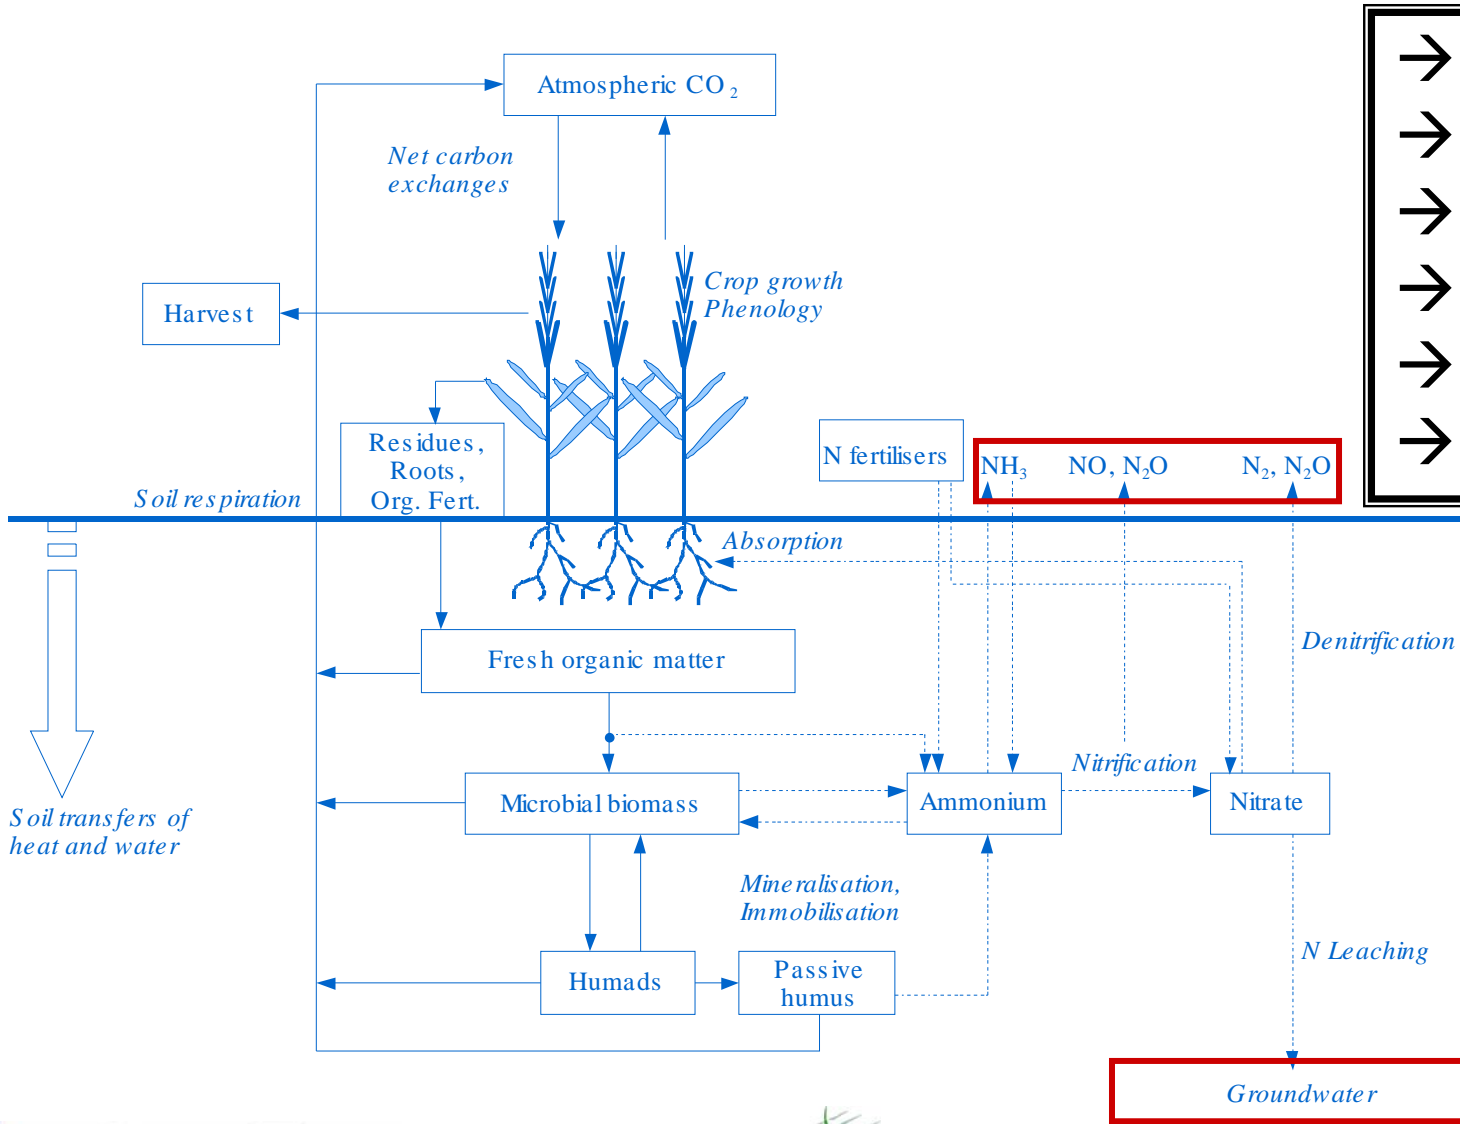 Atmospheric CO₂
Net carbon
exchanges
Crop growth
Phenology
Harvest
Residues,
Roots,
Org. Fert.
N fertilisers
NH₃
NO, N₂O
N₂, N₂O
Soil respiration
Absorption
Denitrification
Fresh organic matter
Nitrification
Microbial biomass
Ammonium
Nitrate
Soil transfers of
heat and water
Mineralisation,
Immobilisation
N Leaching
Humads
Passive
humus
Groundwater